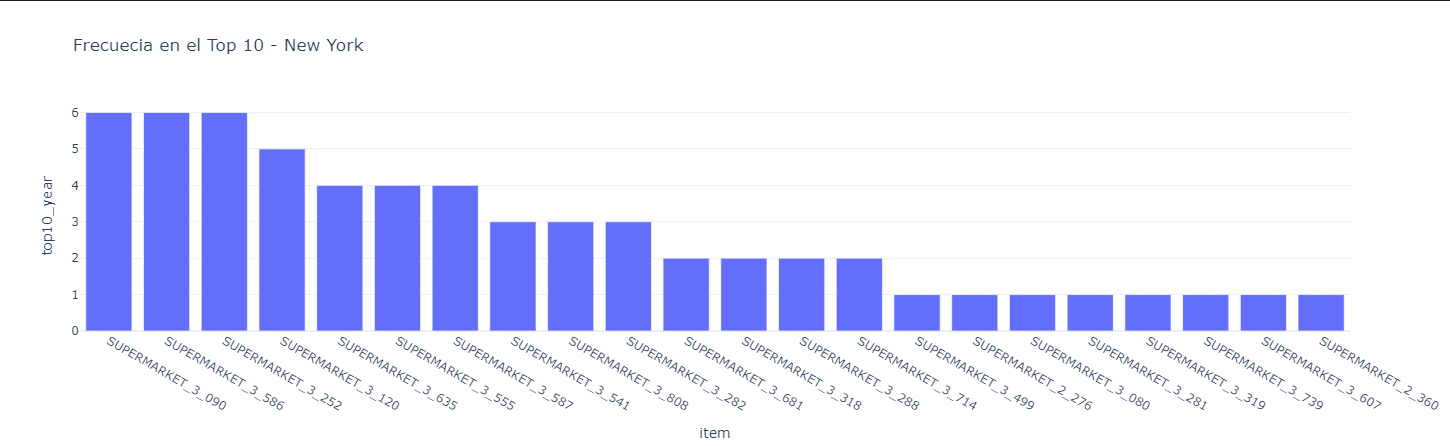 Frecuecia en el Top 10 - New York
6
5
4
3
2
1
0
top10_year
SUPERMARKET_3_090
SUPERMARKET_3_586
SUPERMARKET_3_252
SUPERMARKET_3_120
SUPERMARKET_3_635
SUPERMARKET_3_555
SUPERMARKET_3_587
SUPERMARKET_3_541
SUPERMARKET_3_808
SUPERMARKET_3_282
SUPERMARKET_3_681
SUPERMARKET_3_318
SUPERMARKET_3_288
SUPERMARKET_3_714
SUPERMARKET_3_499
SUPERMARKET_2_276
SUPERMARKET_3_080
SUPERMARKET_3_281
SUPERMARKET_3_319
SUPERMARKET_3_739
SUPERMARKET_3_607
SUPERMARKET_2_360
item